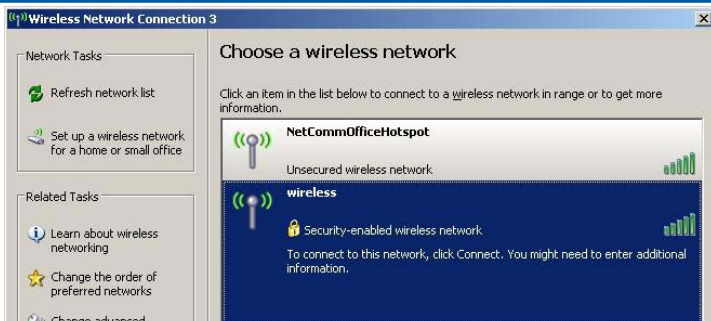 Wireless Network Connection 3
Network Tasks
Refresh network list
Set up a wireless network
for a home or small office
Related Tasks
Learn about wireless
networking
Change the order of
preferred networks
Change advanced
Choose a wireless network
Click an item in the list below to connect to a wireless network in range or to get more
information.
NetCommOfficeHotspot
Unsecured wireless network
wireless
Security-enabled wireless network
To connect to this network, click Connect. You might need to enter additional
information.